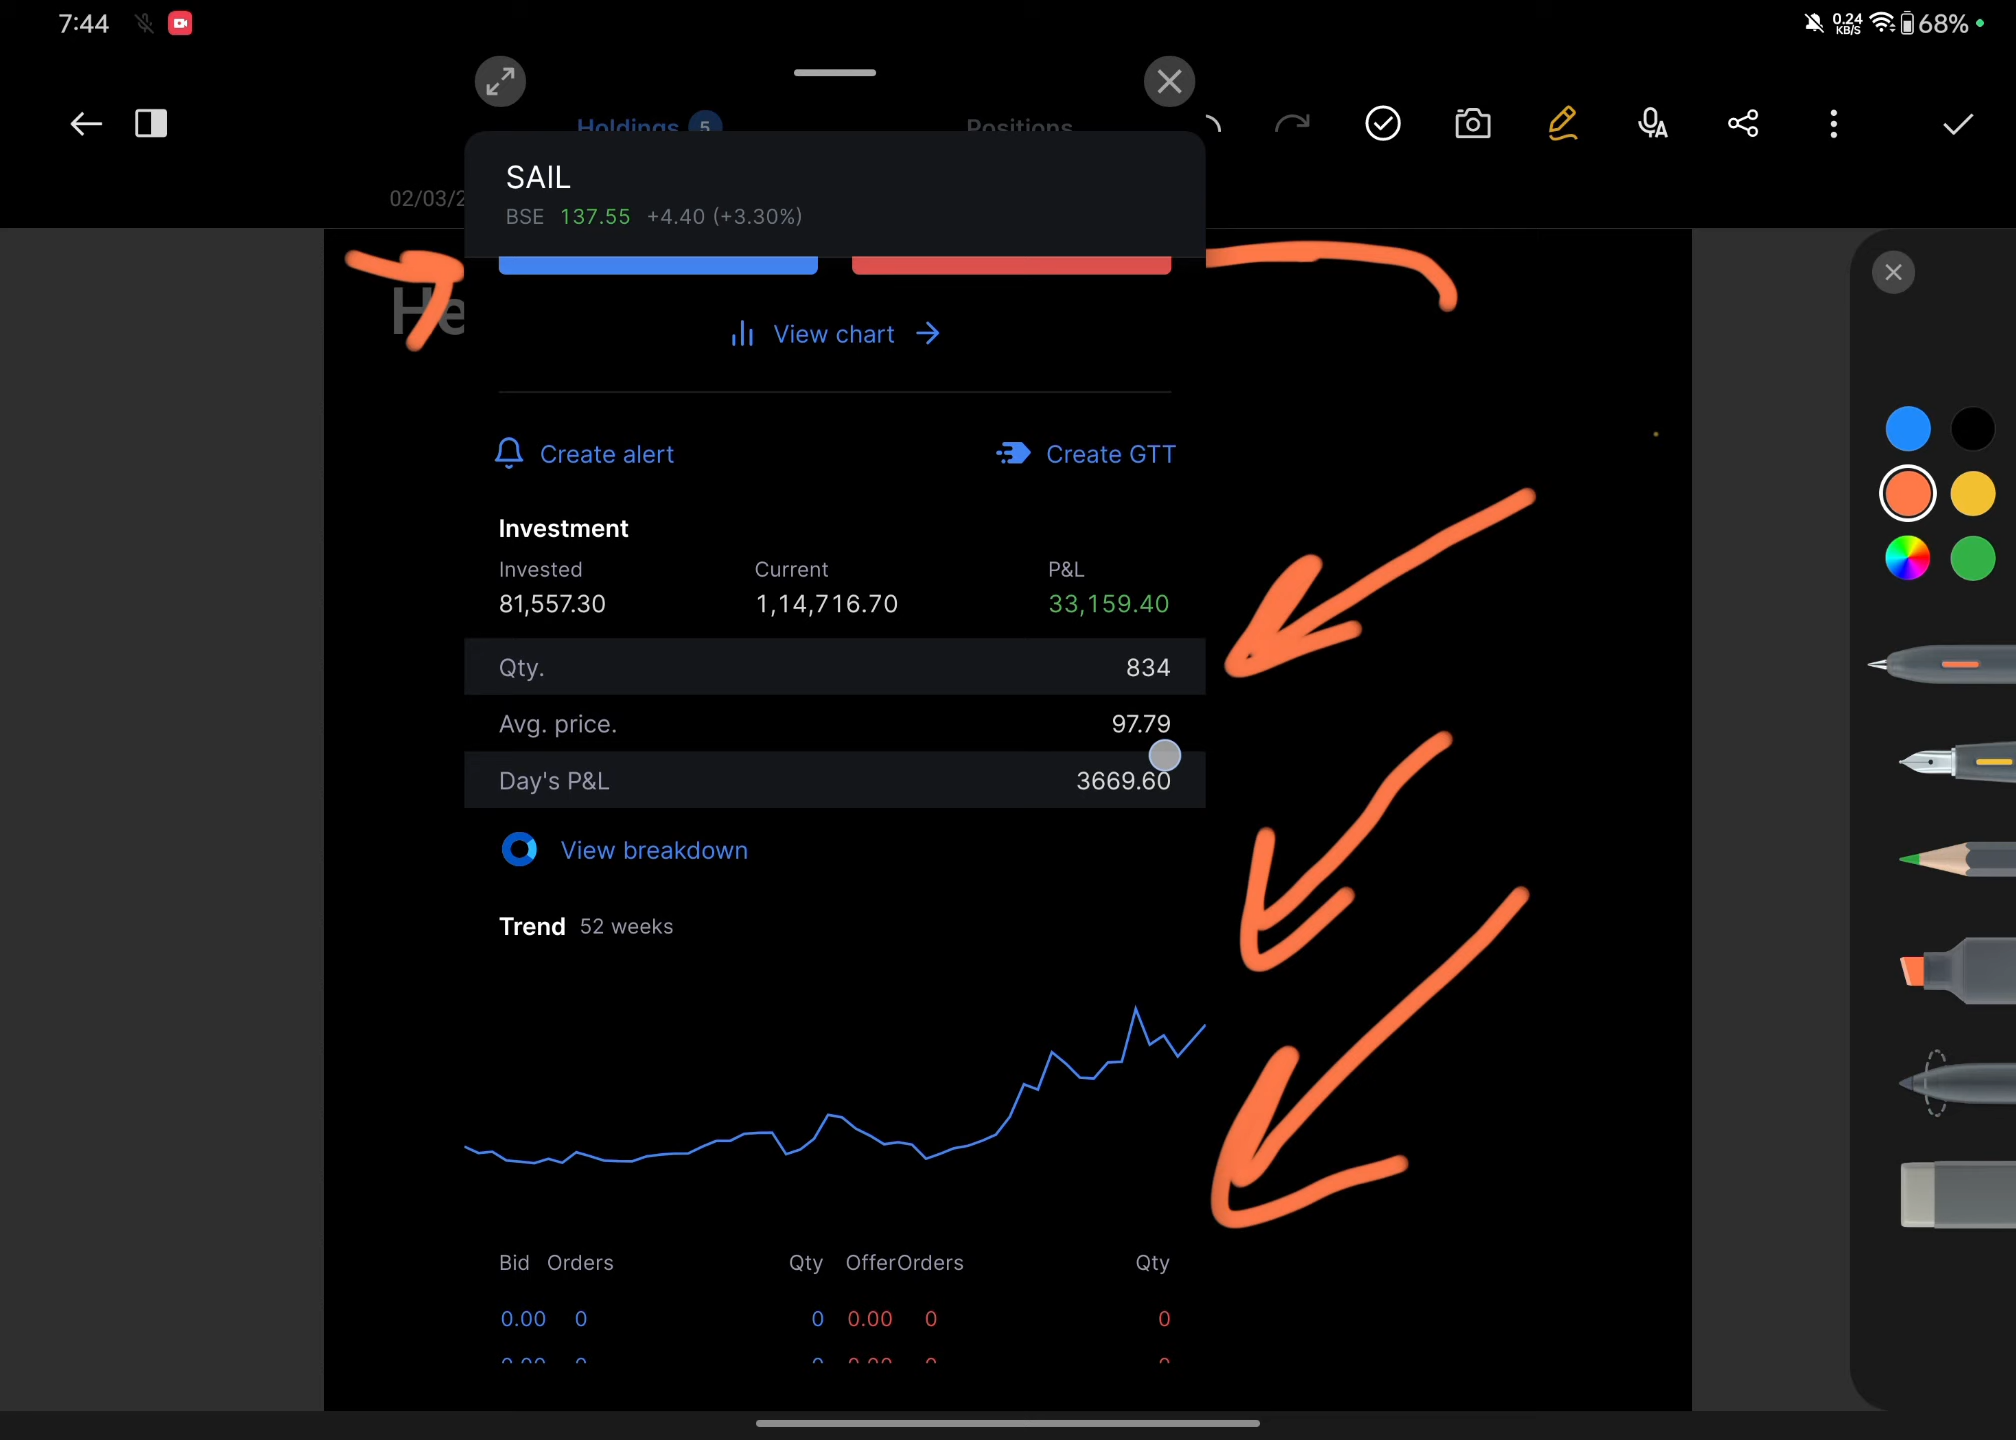 7:44
0.24 KB/S 68%
Holdings 5 Positions
SAIL
02/03/2
BSE 137.55 +4.40 (+3.30%)
He
View chart
Create alert Create GTT
Investment
Invested Current P&L
81,557.30 1,14,716.70 33,159.40
Qty. 834
Avg. price. 97.79
Day's P&L 3669.60
View breakdown
Trend 52 weeks
Bid Orders Qty OfferOrders Qty
0.00 0 0 0.00 0 0